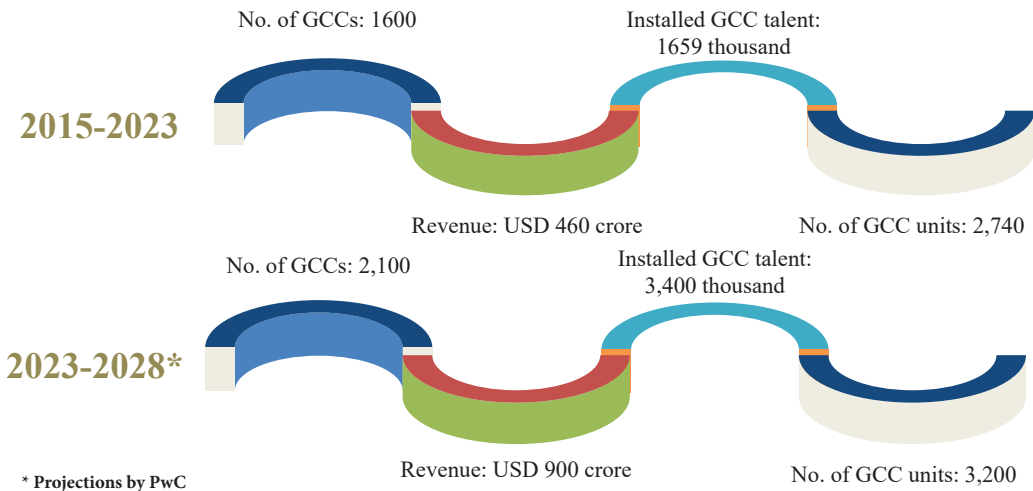 No. of GCCs: 1600
Installed GCC talent:
1659 thousand
2015-2023
Revenue: USD 460 crore
No. of GCC units: 2,740
No. of GCCs: 2,100
Installed GCC talent:
3,400 thousand
2023-2028*
Revenue: USD 900 crore
No. of GCC units: 3,200
* Projections by PwC